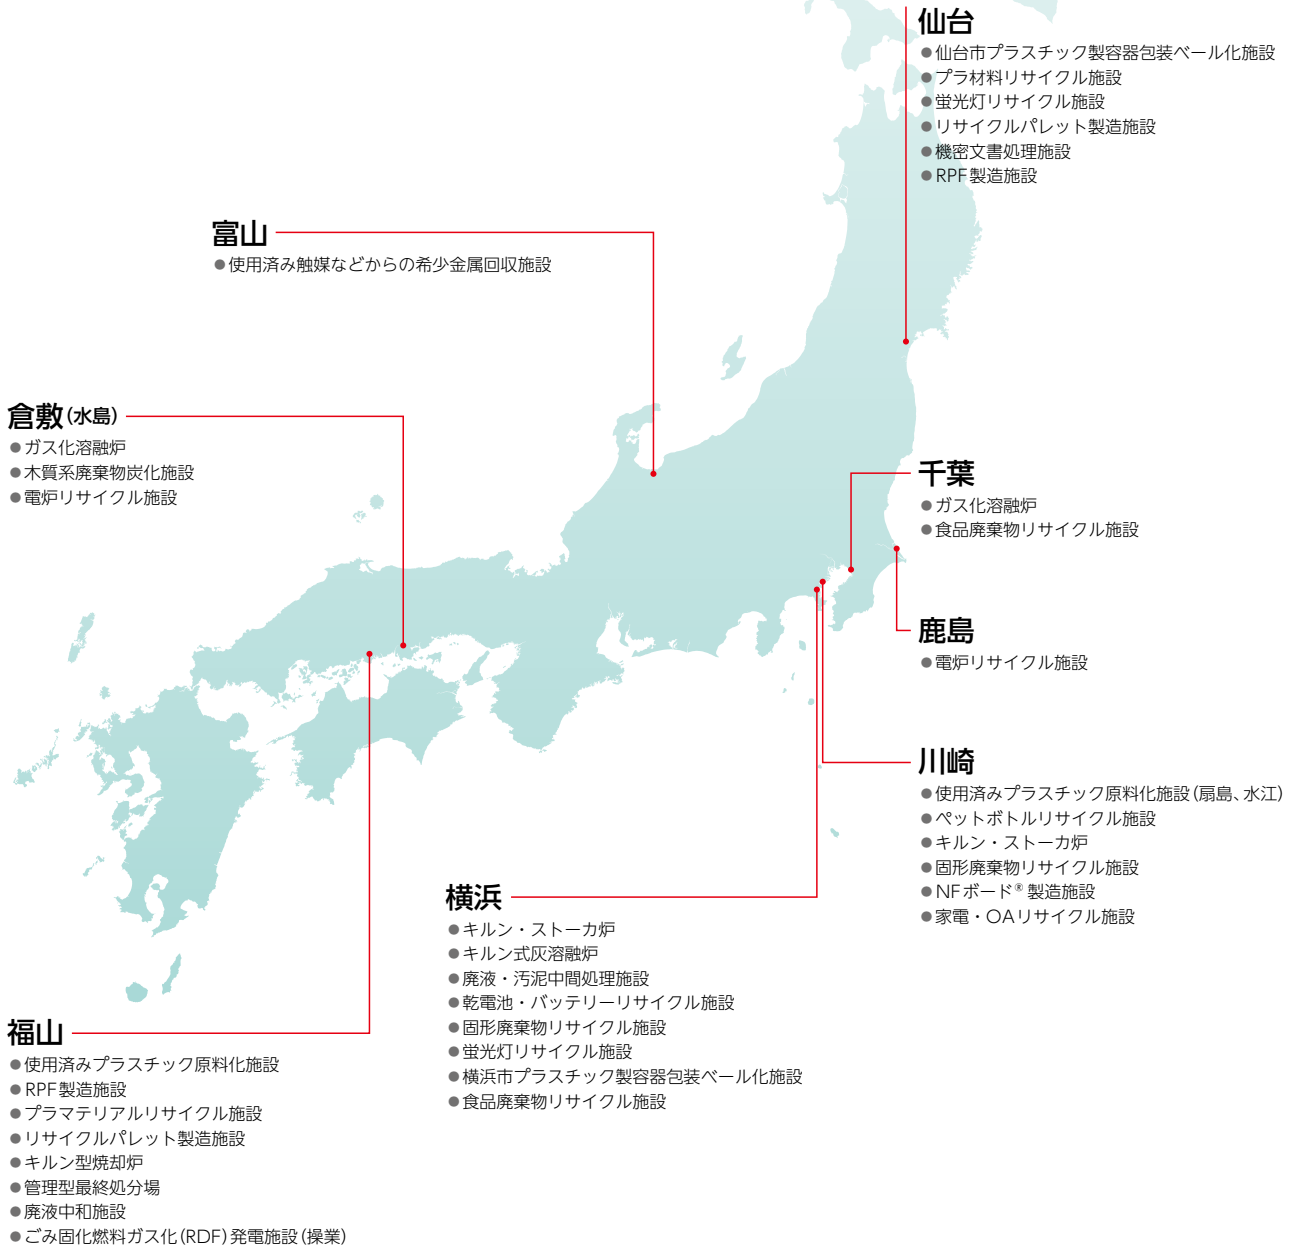 仙台
●仙台市プラスチック製容器包装ベール化施設
●プラ材料リサイクル施設
●蛍光灯リサイクル施設
●リサイクルパレット製造施設
●機密文書処理施設
●RPF製造施設
富山
●使用済み触媒などからの希少金属回収施設
倉敷(水島)
●ガス化溶融炉
●木質系廃棄物炭化施設
●電炉リサイクル施設
千葉
●ガス化溶融炉
●食品廃棄物リサイクル施設
鹿島
●電炉リサイクル施設
川崎
●使用済みプラスチック原料化施設(扇島、水江)
●ペットボトルリサイクル施設
●キルン・ストーカ炉
●固形廃棄物リサイクル施設
●NFボード®製造施設
●家電・OAリサイクル施設
横浜
●キルン・ストーカ炉
●キルン式灰溶融炉
●廃液・汚泥中間処理施設
●乾電池・バッテリーリサイクル施設
●固形廃棄物リサイクル施設
●蛍光灯リサイクル施設
●横浜市プラスチック製容器包装ベール化施設
●食品廃棄物リサイクル施設
福山
●使用済みプラスチック原料化施設
●RPF製造施設
●プラマテリアルリサイクル施設
●リサイクルパレット製造施設
●キルン型焼却炉
●管理型最終処分場
●廃液中和施設
●ごみ固化燃料ガス化(RDF)発電施設(操業)